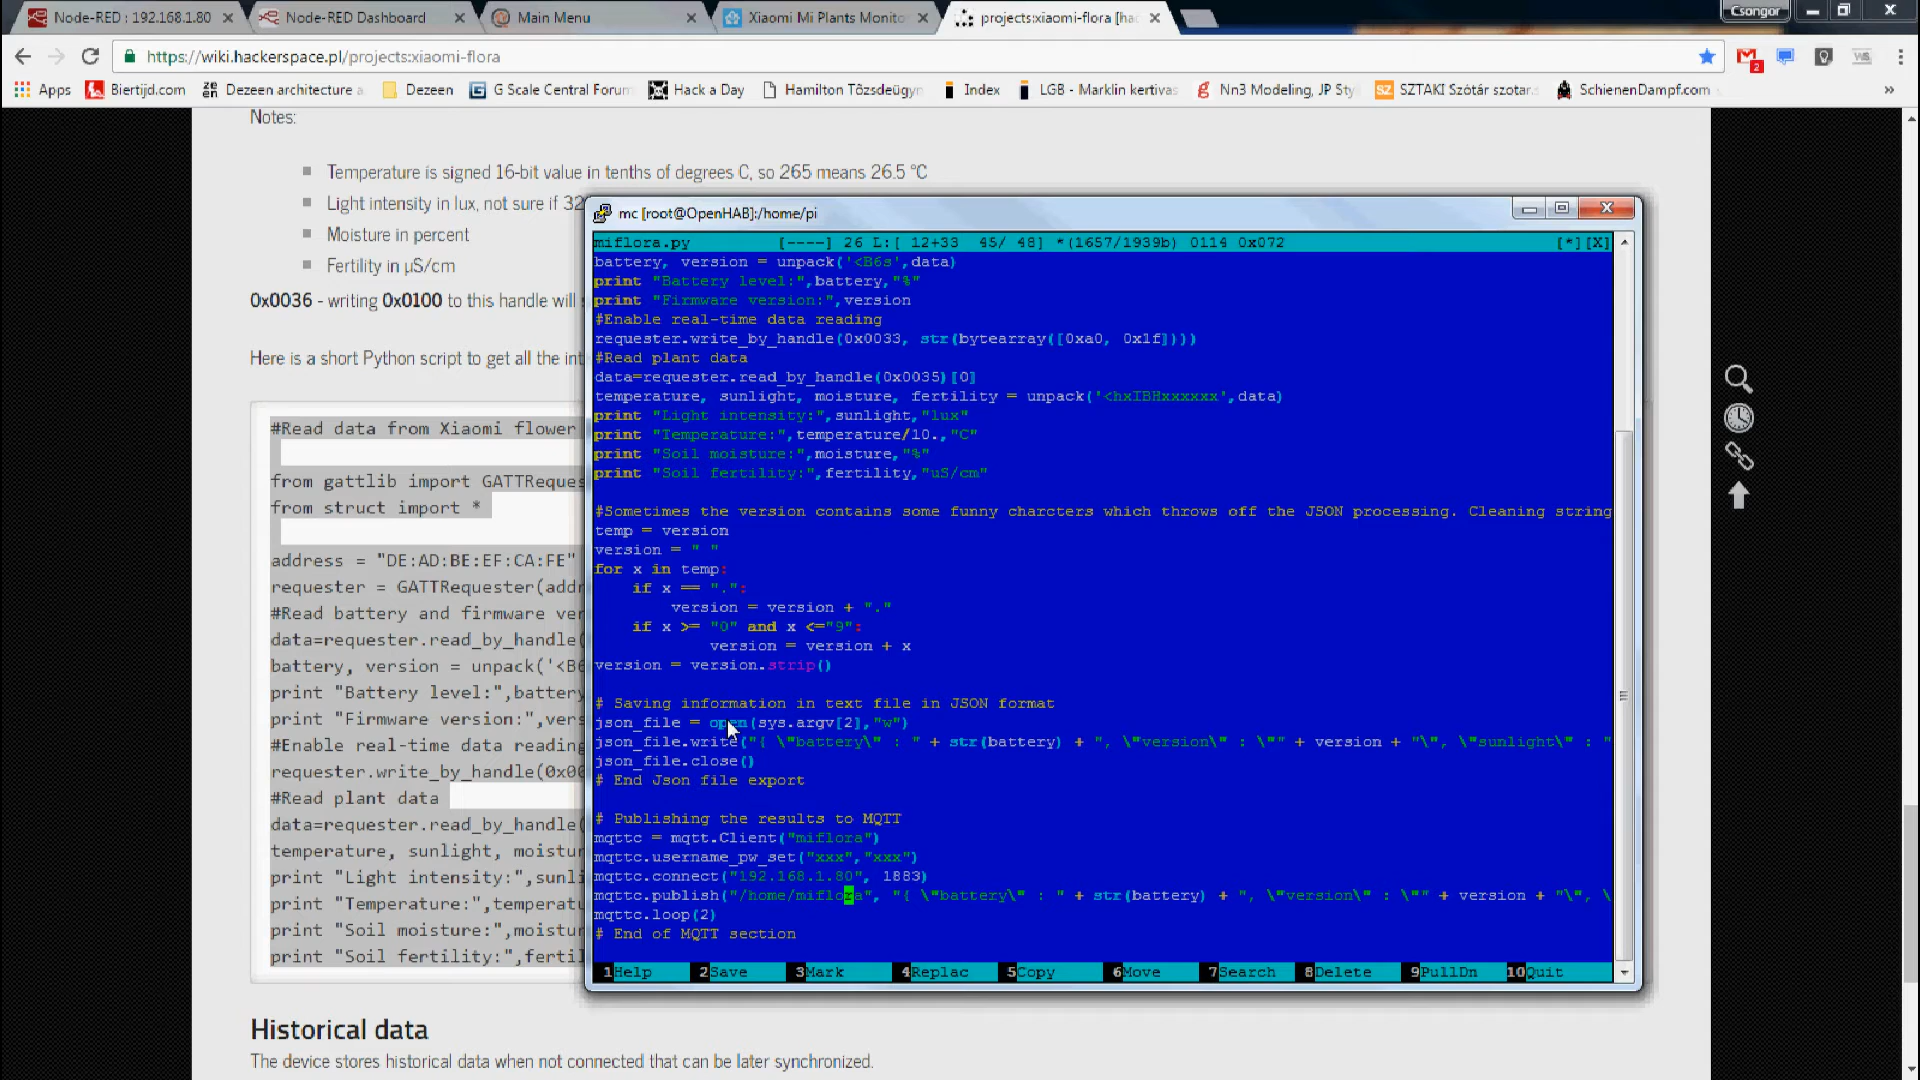 Node-RED : 192.168.1.80
Node-RED Dashboard
Main Menu
Xiaomi Mi Plants Monito
projects:xiaomi-flora [ha
Csongor
https://wiki.hackerspace.pl/projects:xiaomi-flora
2
Apps
Biertijd.com
Dezeen architecture a
Dezeen
G Scale Central Forum
Hack a Day
Hamilton Tőzsdeügyn
Index
LGB - Marklin kertivas
Nn3 Modeling, JP Sty
SZTAKI Szótár szotar.
SchienenDampf.com
»
Notes:
Temperature is signed 16-bit value in tenths of degrees C, so 265 means 26.5 °C
Light intensity in lux, not sure if 32
Moisture in percent
Fertility in µS/cm
0x0036 - writing 0x0100 to this handle will
Here is a short Python script to get all the in
#Read data from Xiaomi flower
from gattlib import GATTReques
from struct import *
address = "DE:AD:BE:EF:CA:FE"
requester = GATTRequester(addr
#Read battery and firmware ver
data=requester.read_by_handle(
battery, version = unpack('<B6
print "Battery level:",battery
print "Firmware version:",vers
#Enable real-time data reading
requester.write_by_handle(0x00
#Read plant data
data=requester.read_by_handle(
temperature, sunlight, moistur
print "Light intensity:",sunli
print "Temperature:",temperatu
print "Soil moisture:",moistur
print "Soil fertility:",fertil
Historical data
The device stores historical data when not connected that can be later synchronized.
mc [root@OpenHAB]:/home/pi
miflora.py [----] 26 L:[ 12+33 45/ 48] *(1657/1939b) 0114 0x072 [*][X]
battery, version = unpack('<B6s',data)
print "Battery level:",battery,"%"
print "Firmware version:",version
#Enable real-time data reading
requester.write_by_handle(0x0033, str(bytearray([0xa0, 0x1f])))
#Read plant data
data=requester.read_by_handle(0x0035)[0]
temperature, sunlight, moisture, fertility = unpack('<hxIBHxxxxxx',data)
print "Light intensity:",sunlight,"lux"
print "Temperature:",temperature/10.,"C"
print "Soil moisture:",moisture,"%"
print "Soil fertility:",fertility,"uS/cm"
#Sometimes the version contains some funny charcters which throws off the JSON processing. Cleaning string
temp = version
version = " "
for x in temp:
if x == ".":
version = version + "."
if x >= "0" and x <="9":
version = version + x
version = version.strip()
# Saving information in text file in JSON format
json_file = open(sys.argv[2],"w")
json_file.write("{ \"battery\" : " + str(battery) + ", \"version\" : \"" + version + "\", \"sunlight\" : "
json_file.close()
# End Json file export
# Publishing the results to MQTT
mqttc = mqtt.Client("miflora")
mqttc.username_pw_set("xxx","xxx")
mqttc.connect("192.168.1.80", 1883)
mqttc.publish("/home/miflora", "{ \"battery\" : " + str(battery) + ", \"version\" : \"" + version + "\", \
mqttc.loop(2)
# End of MQTT section
1Help 2Save 3Mark 4Replac 5Copy 6Move 7Search 8Delete 9PullDn 10Quit